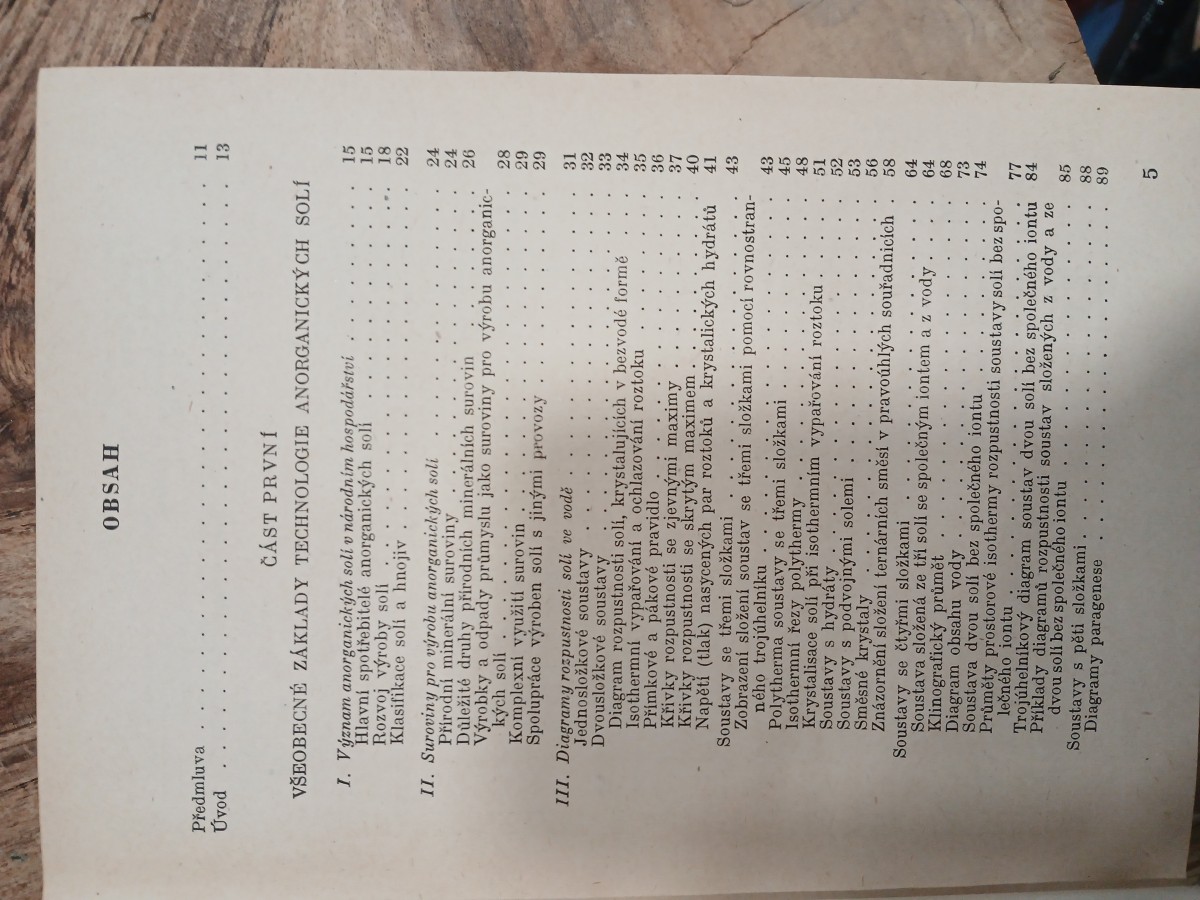 OBSAH
Předmluva . . . . . . . . . . . . . . . . . . . . . . 11
Úvod . . . . . . . . . . . . . . . . . . . . . . 13
ČÁST PRVNÍ
VŠEOBECNÉ ZÁKLADY TECHNOLOGIE ANORGANICKÝCH SOLÍ
I. Význam anorganických solí v národním hospodářství . . . . . . . 15
Hlavní spotřebitelé anorganických solí . . . . . . . . . . . 15
Rozvoj výroby solí . . . . . . . . . . . . . . . . 18
Klasifikace solí a hnojiv . . . . . . . . . . . . . . . 22
II. Suroviny pro výrobu anorganických solí . . . . . . . . . . 24
Přírodní minerální suroviny . . . . . . . . . . . . . . 24
Důležité druhy přírodních minerálních surovin . . . . . . . . 26
Výrobky a odpady průmyslu jako suroviny pro výrobu anorganic-
kých solí . . . . . . . . . . . . . . . . . . 28
Komplexní využití surovin . . . . . . . . . . . . . . 29
Spolupráce výroben solí s jinými provozy . . . . . . . . . . 29
III. Diagramy rozpustnosti solí ve vodě . . . . . . . . . . . 31
Jednosložkové soustavy . . . . . . . . . . . . . . . 32
Dvousložkové soustavy . . . . . . . . . . . . . . . 33
Diagram rozpustnosti solí, krystalujících v bezvodé formě . . . 34
Isothermní vypařování a ochlazování roztoku . . . . . . . . 35
Přímkové a pákové pravidlo . . . . . . . . . . . . . 36
Křivky rozpustnosti se zjevnými maximy . . . . . . . . . 37
Křivky rozpustnosti se skrytým maximem . . . . . . . . . 40
Napětí (tlak) nasycených par roztoků a krystalických hydrátů 41
Soustavy se třemi složkami . . . . . . . . . . . . . . 43
Zobrazení složení soustav se třemi složkami pomocí rovnostran-
ného trojúhelníku . . . . . . . . . . . . . . . . 43
Polytherma soustavy se třemi složkami . . . . . . . . . . 45
Isothermní řezy polythermy . . . . . . . . . . . . . 48
Krystalisace solí při isothermním vypařování roztoku . . . . . 51
Soustavy s hydráty . . . . . . . . . . . . . . . . 52
Soustavy s podvojnými solemi . . . . . . . . . . . . . 53
Směsné krystaly . . . . . . . . . . . . . . . . . 56
Znázornění složení ternárních směsí v pravoúhlých souřadnicích . 58
Soustavy se čtyřmi složkami . . . . . . . . . . . . . . 64
Soustava složená ze tří solí se společným iontem a z vody . . . 64
Klinografický průmět . . . . . . . . . . . . . . . 68
Diagram obsahu vody . . . . . . . . . . . . . . . 73
Soustava dvou solí bez společného iontu . . . . . . . . . 74
Průměty prostorové isothermy rozpustnosti soustavy solí bez spo-
lečného iontu . . . . . . . . . . . . . . . . . 77
Trojúhelníkový diagram soustav dvou solí bez společného iontu 84
Příklady diagramů rozpustnosti soustav složených z vody a ze
dvou solí bez společného iontu . . . . . . . . . . . . 85
Soustavy s pěti složkami . . . . . . . . . . . . . . . 88
Diagramy paragenese . . . . . . . . . . . . . . . 89
5